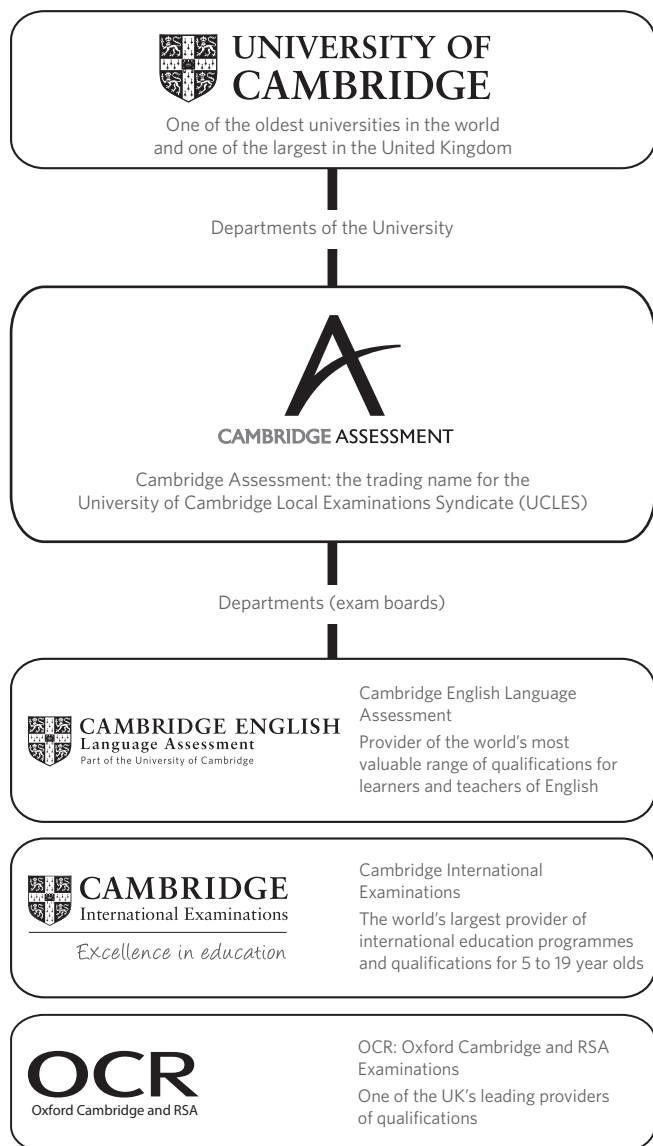 UNIVERSITY OF
CAMBRIDGE
One of the oldest universities in the world
and one of the largest in the United Kingdom
Departments of the University
CAMBRIDGE ASSESSMENT
Cambridge Assessment: the trading name for the
University of Cambridge Local Examinations Syndicate (UCLES)
Departments (exam boards)
CAMBRIDGE ENGLISH
Language Assessment
Part of the University of Cambridge
Cambridge English Language
Assessment
Provider of the world’s most
valuable range of qualifications for
learners and teachers of English
CAMBRIDGE
International Examinations
Excellence in education
Cambridge International
Examinations
The world’s largest provider of
international education programmes
and qualifications for 5 to 19 year olds
OCR
Oxford Cambridge and RSA
OCR: Oxford Cambridge and RSA
Examinations
One of the UK’s leading providers
of qualifications